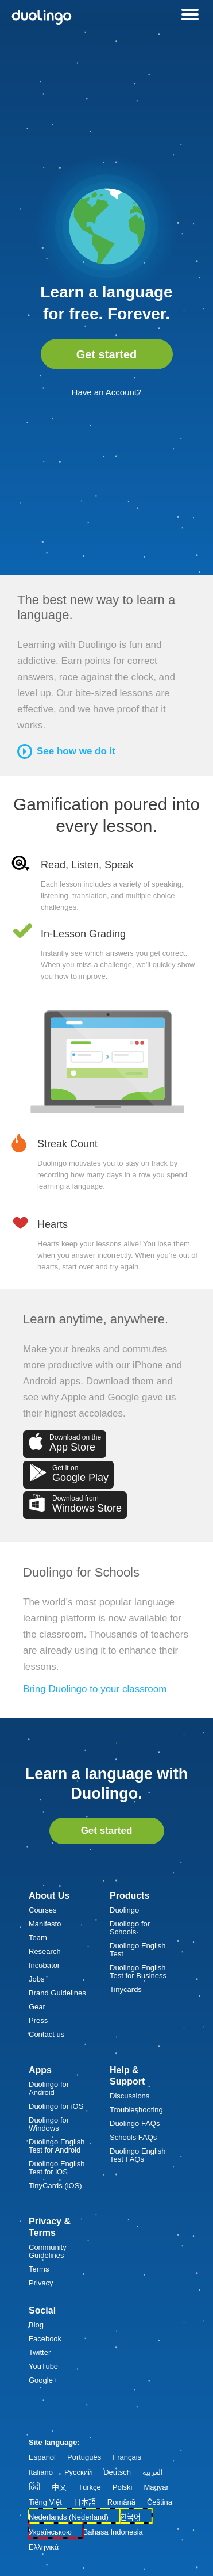 duolingo
Learn a language
for free. Forever.
Get started
Have an Account?
The best new way to learn a
language.
Learning with Duolingo is fun and
addictive. Earn points for correct
answers, race against the clock, and
level up. Our bite-sized lessons are
effective, and we have proof that it
works.
See how we do it
Gamification poured into
every lesson.
Read, Listen, Speak
Each lesson includes a variety of speaking,
listening, translation, and multiple choice
challenges.
In-Lesson Grading
Instantly see which answers you get correct.
When you miss a challenge, we'll quickly show
you how to improve.
Streak Count
Duolingo motivates you to stay on track by
recording how many days in a row you spend
learning a language.
Hearts
Hearts keep your lessons alive! You lose them
when you answer incorrectly. When you're out of
hearts, start over and try again.
Learn anytime, anywhere.
Make your breaks and commutes
more productive with our iPhone and
Android apps. Download them and
see why Apple and Google gave us
their highest accolades.
Download on the
App Store
Get it on
Google Play
Download from
Windows Store
Duolingo for Schools
The world's most popular language
learning platform is now available for
the classroom. Thousands of teachers
are already using it to enhance their
lessons.
Bring Duolingo to your classroom
Learn a language with
Duolingo.
Get started
About Us
Courses
Manifesto
Team
Research
Incubator
Jobs
Brand Guidelines
Gear
Press
Contact us
Products
Duolingo
Duolingo for
Schools
Duolingo English
Test
Duolingo English
Test for Business
Tinycards
Apps
Duolingo for
Android
Duolingo for iOS
Duolingo for
Windows
Duolingo English
Test for Android
Duolingo English
Test for iOS
TinyCards (iOS)
Help &
Support
Discussions
Troubleshooting
Duolingo FAQs
Schools FAQs
Duolingo English
Test FAQs
Privacy &
Terms
Community
Guidelines
Terms
Privacy
Social
Blog
Facebook
Twitter
YouTube
Google+
Site language:
Español Português Français
Italiano Русский Deutsch العربية
हिंदी 中文 Türkçe Polski Magyar
Tiếng Việt 日本語 Română Čeština
Nederlands (Nederland) 한국어
Українською Bahasa Indonesia
Ελληνικά